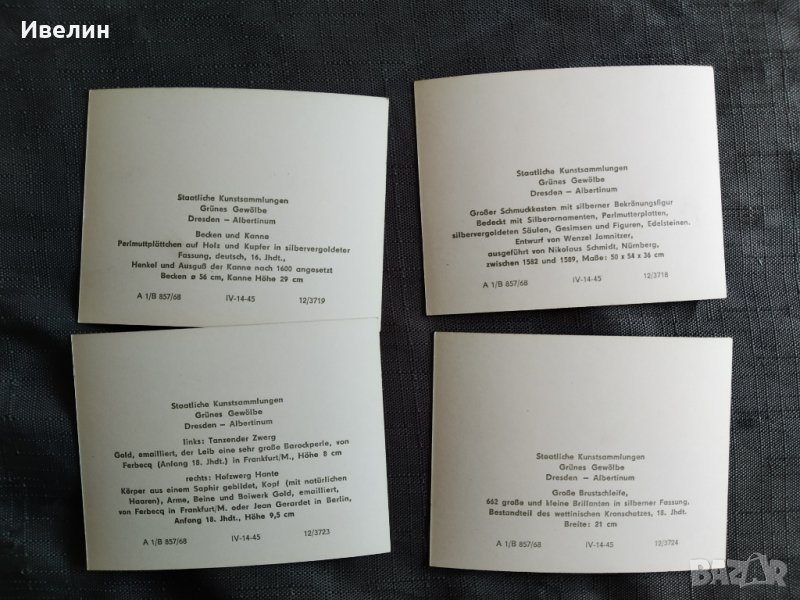 Ивелин
Staatliche Kunstsammlungen
Grünes Gewölbe
Dresden — Albertinum
Becken und Kanne
Perlmuttplättchen auf Holz und Kupfer in silbervergoldeter
Fassung, deutsch, 16. Jhdt.,
Henkel und Ausguß der Kanne nach 1600 angesetzt
Becken ø 56 cm, Kanne Höhe 29 cm
A 1/B 857/68 IV-14-45 12/3719
Staatliche Kunstsammlungen
Grünes Gewölbe
Dresden — Albertinum
Großer Schmuckkasten mit silberner Bekrönungsfigur
Bedeckt mit Silberornamenten, Perlmutterplatten,
silbervergoldeten Säulen, Gesimsen und Figuren, Edelsteinen.
Entwurf von Wenzel Jamnitzer,
ausgeführt von Nikolaus Schmidt, Nürnberg,
zwischen 1582 und 1589, Maße: 50 x 54 x 36 cm
A 1/B 857/68 IV-14-45 12/3718
Staatliche Kunstsammlungen
Grünes Gewölbe
Dresden — Albertinum
links: Tanzender Zwerg
Gold, emailliert, der Leib eine sehr große Barockperle, von
Ferbecq (Anfang 18. Jhdt.) in Frankfurt/M., Höhe 8 cm
rechts: Hofzwerg Hante
Körper aus einem Saphir gebildet, Kopf (mit natürlichen
Haaren), Arme, Beine und Beiwerk Gold, emailliert,
von Ferbecq in Frankfurt/M. oder Jean Gerardet in Berlin,
Anfang 18. Jhdt., Höhe 9,5 cm
A 1/B 857/68 IV-14-45 12/3723
Staatliche Kunstsammlungen
Grünes Gewölbe
Dresden — Albertinum
Große Brustschleife,
662 große und kleine Brillanten in silberner Fassung,
Bestandteil des wettinischen Kronschatzes, 18. Jhdt.
Breite: 21 cm
A 1/B 857/68 IV-14-45 12/3724
BAZAR